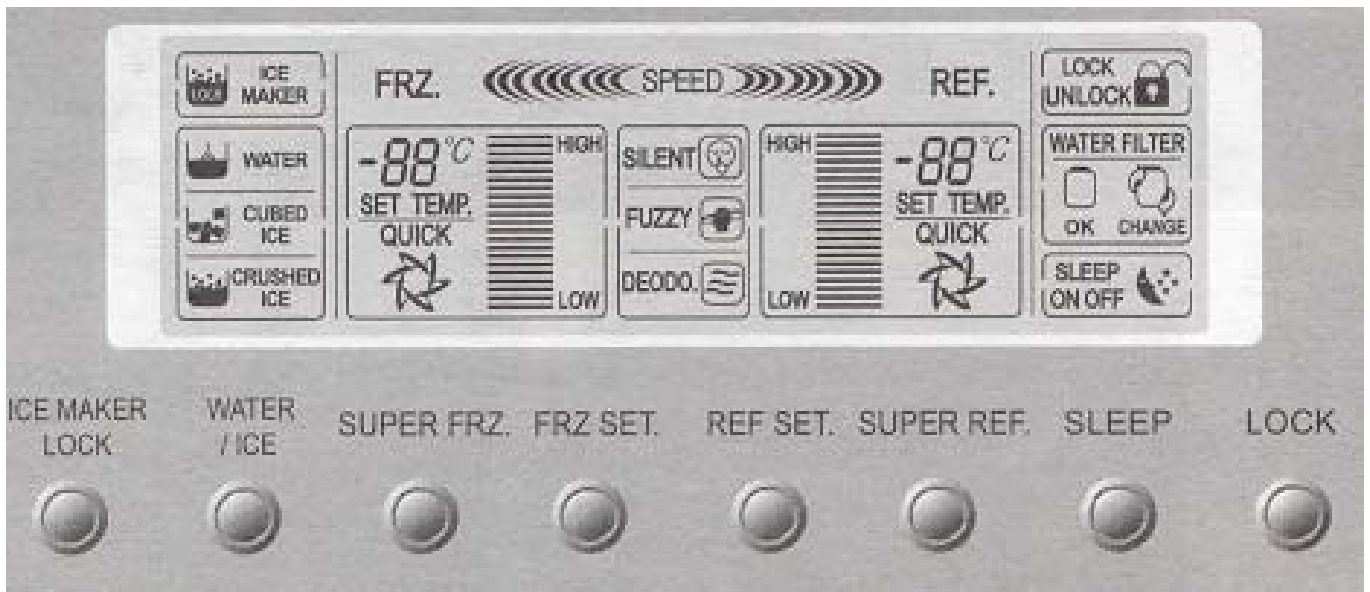 ICE
MAKER
LOCK
FRZ.
SPEED
REF.
LOCK
UNLOCK
WATER
CUBED
ICE
CRUSHED
ICE
-88°C
SET TEMP.
QUICK
HIGH
LOW
SILENT
FUZZY
DEODO.
HIGH
LOW
-88°C
SET TEMP.
QUICK
WATER FILTER
OK CHANGE
SLEEP
ON OFF
ICE MAKER
LOCK
WATER
/ ICE
SUPER FRZ.
FRZ SET.
REF SET.
SUPER REF.
SLEEP
LOCK